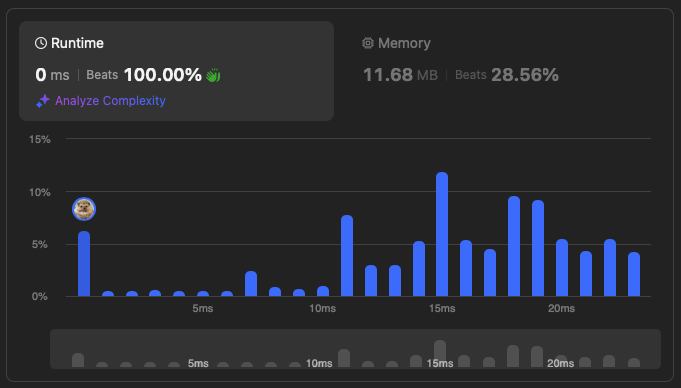 Runtime
0 ms | Beats 100.00%
Analyze Complexity
Memory
11.68 MB | Beats 28.56%
15%
10%
5%
0%
5ms 10ms 15ms 20ms
5ms 10ms 15ms 20ms